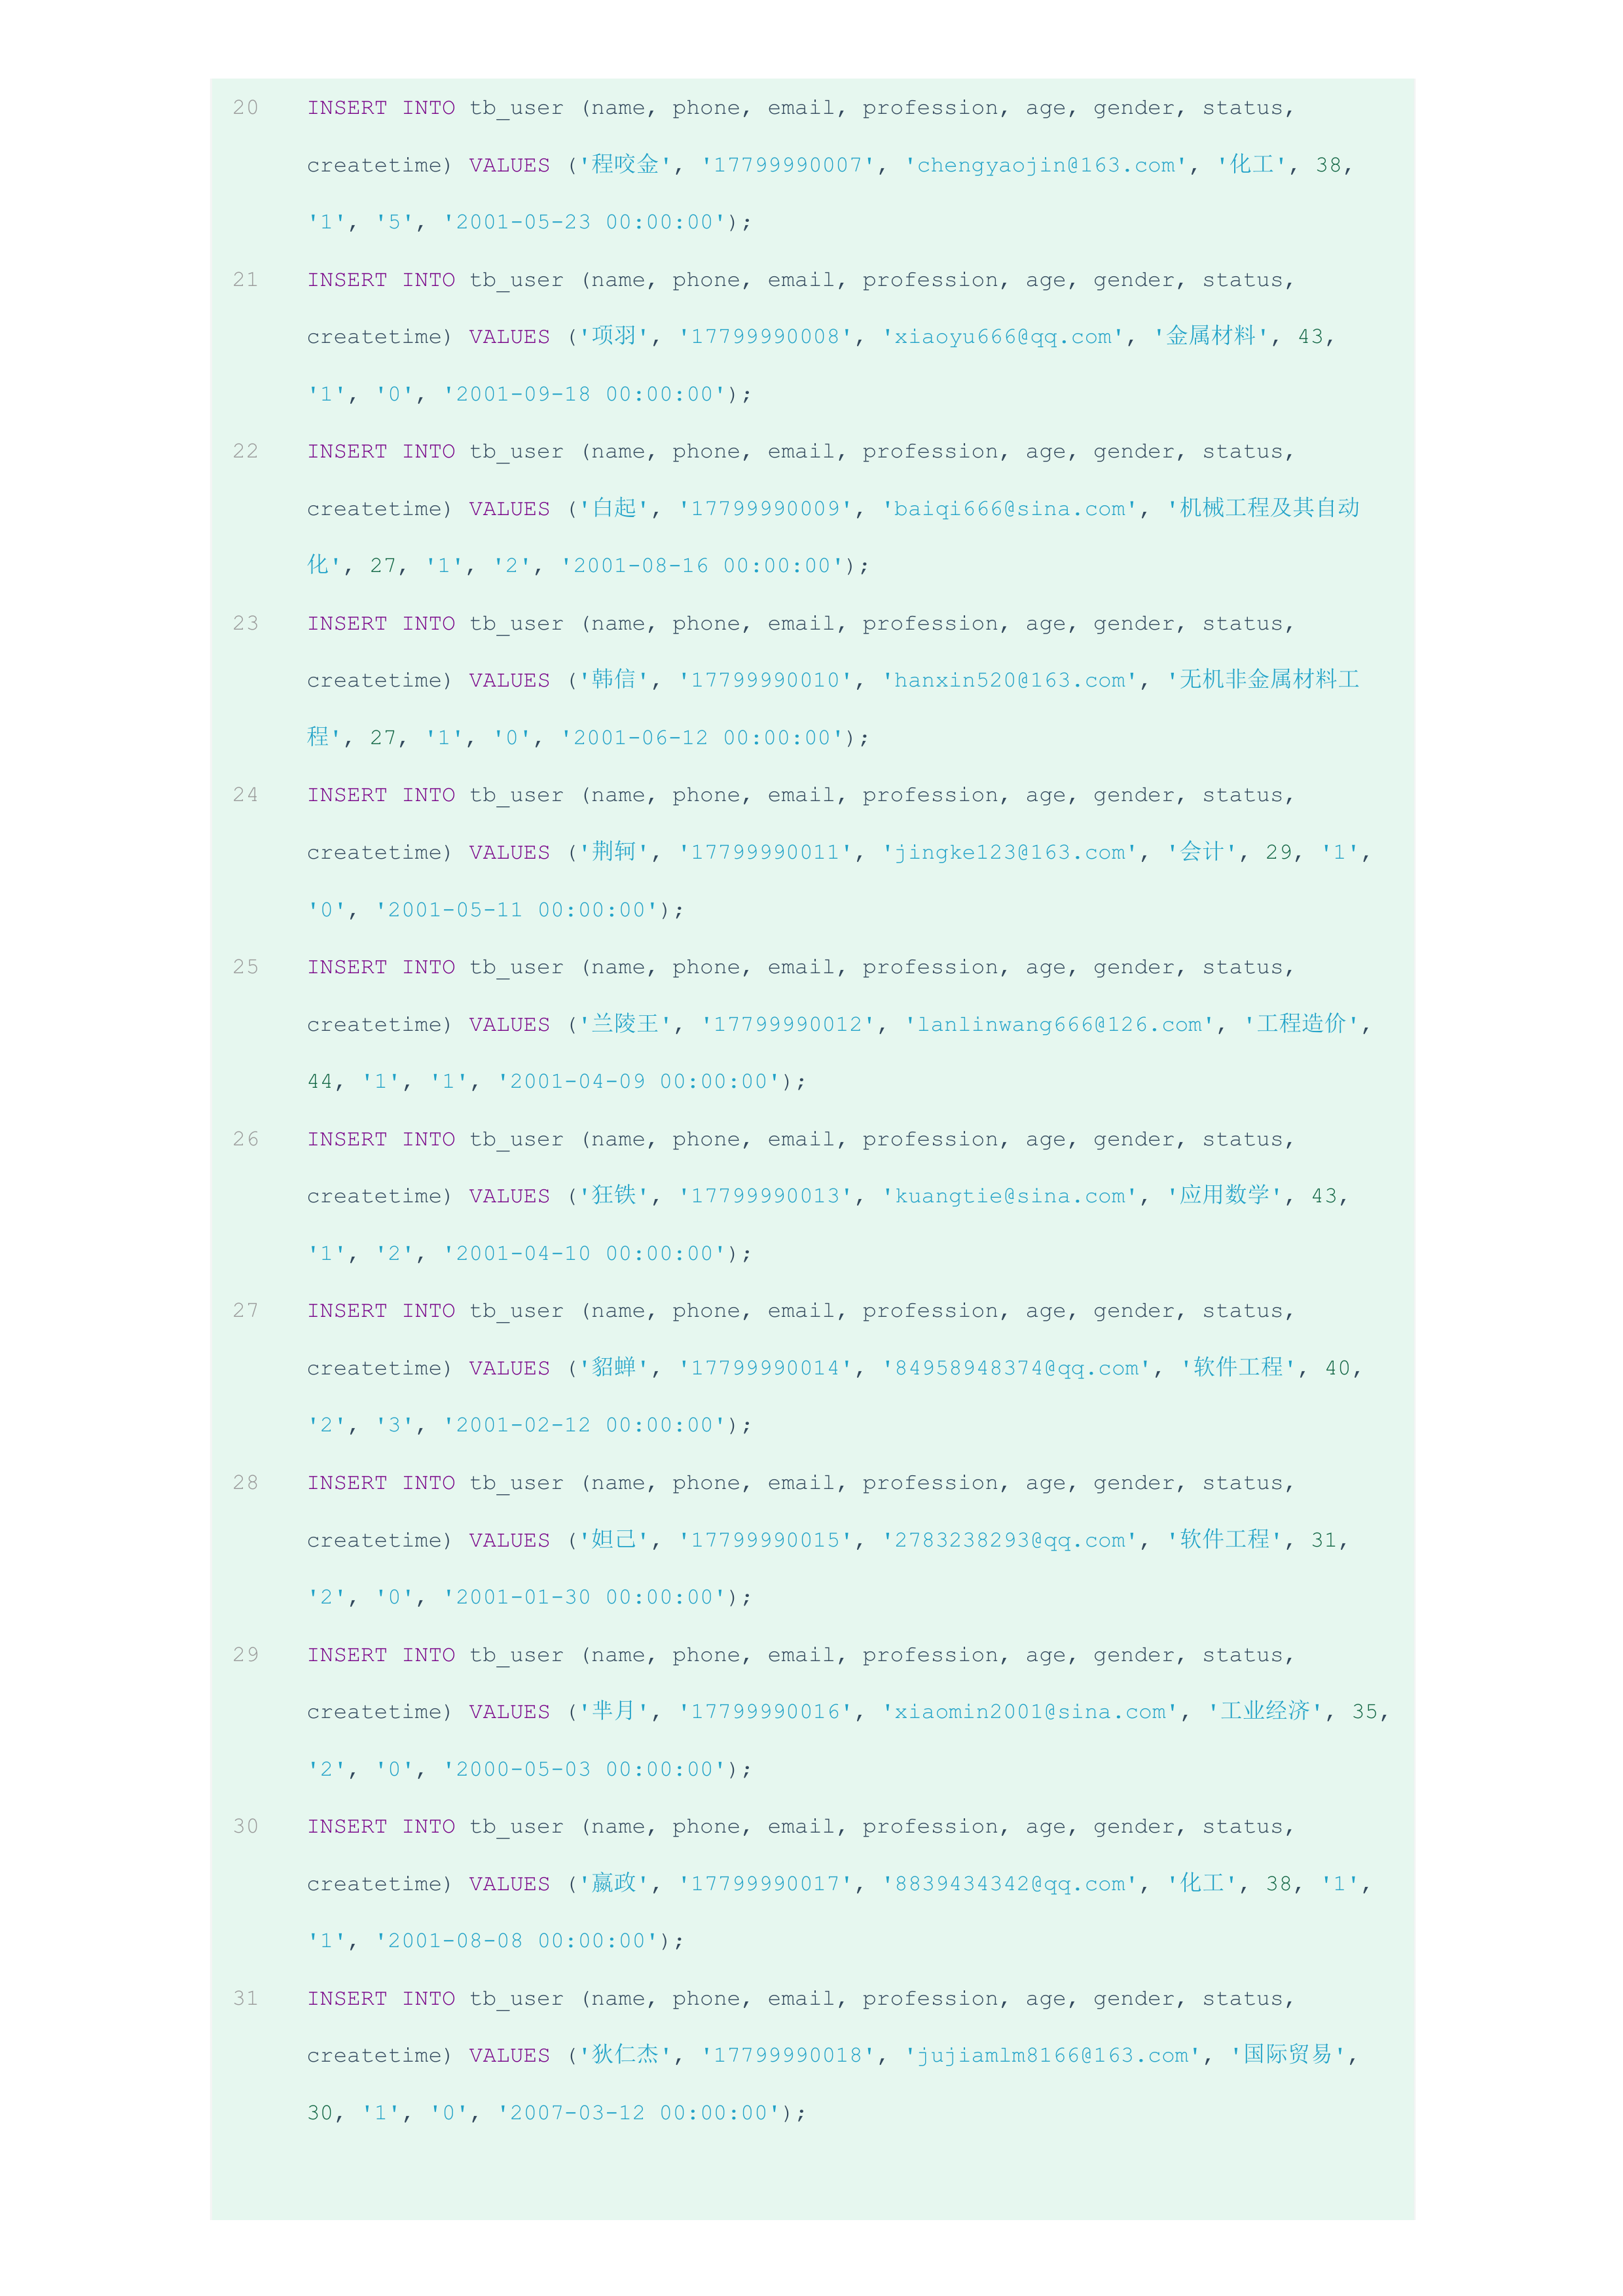 20 INSERT INTO tb_user (name, phone, email, profession, age, gender, status,
createtime) VALUES ('程咬金', '17799990007', 'chengyaojin@163.com', '化工', 38,
'1', '5', '2001-05-23 00:00:00');
21 INSERT INTO tb_user (name, phone, email, profession, age, gender, status,
createtime) VALUES ('项羽', '17799990008', 'xiaoyu666@qq.com', '金属材料', 43,
'1', '0', '2001-09-18 00:00:00');
22 INSERT INTO tb_user (name, phone, email, profession, age, gender, status,
createtime) VALUES ('白起', '17799990009', 'baiqi666@sina.com', '机械工程及其自动
化', 27, '1', '2', '2001-08-16 00:00:00');
23 INSERT INTO tb_user (name, phone, email, profession, age, gender, status,
createtime) VALUES ('韩信', '17799990010', 'hanxin520@163.com', '无机非金属材料工
程', 27, '1', '0', '2001-06-12 00:00:00');
24 INSERT INTO tb_user (name, phone, email, profession, age, gender, status,
createtime) VALUES ('荆轲', '17799990011', 'jingke123@163.com', '会计', 29, '1',
'0', '2001-05-11 00:00:00');
25 INSERT INTO tb_user (name, phone, email, profession, age, gender, status,
createtime) VALUES ('兰陵王', '17799990012', 'lanlinwang666@126.com', '工程造价',
44, '1', '1', '2001-04-09 00:00:00');
26 INSERT INTO tb_user (name, phone, email, profession, age, gender, status,
createtime) VALUES ('狂铁', '17799990013', 'kuangtie@sina.com', '应用数学', 43,
'1', '2', '2001-04-10 00:00:00');
27 INSERT INTO tb_user (name, phone, email, profession, age, gender, status,
createtime) VALUES ('貂蝉', '17799990014', '84958948374@qq.com', '软件工程', 40,
'2', '3', '2001-02-12 00:00:00');
28 INSERT INTO tb_user (name, phone, email, profession, age, gender, status,
createtime) VALUES ('妲己', '17799990015', '2783238293@qq.com', '软件工程', 31,
'2', '0', '2001-01-30 00:00:00');
29 INSERT INTO tb_user (name, phone, email, profession, age, gender, status,
createtime) VALUES ('芈月', '17799990016', 'xiaomin2001@sina.com', '工业经济', 35,
'2', '0', '2000-05-03 00:00:00');
30 INSERT INTO tb_user (name, phone, email, profession, age, gender, status,
createtime) VALUES ('嬴政', '17799990017', '8839434342@qq.com', '化工', 38, '1',
'1', '2001-08-08 00:00:00');
31 INSERT INTO tb_user (name, phone, email, profession, age, gender, status,
createtime) VALUES ('狄仁杰', '17799990018', 'jujiamlm8166@163.com', '国际贸易',
30, '1', '0', '2007-03-12 00:00:00');